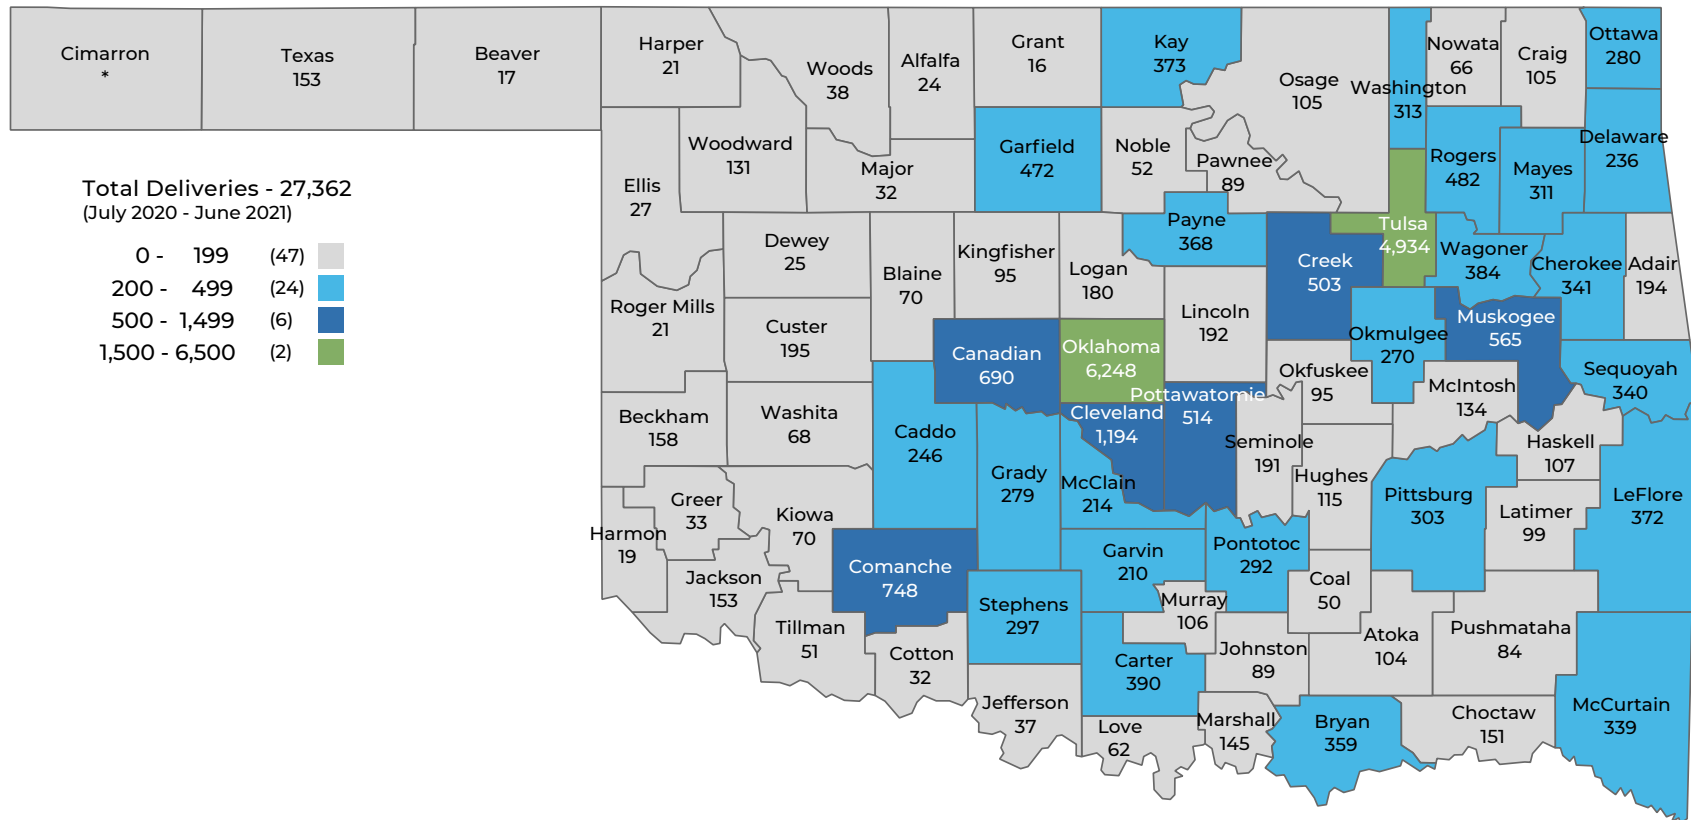 Cimarron
*
Texas
153
Beaver
17
Harper
21
Woods
38
Alfalfa
24
Grant
16
Kay
373
Osage
105
Washington
313
Nowata
66
Craig
105
Ottawa
280
Delaware
236
Ellis
27
Woodward
131
Major
32
Garfield
472
Noble
52
Pawnee
89
Rogers
482
Mayes
311
Total Deliveries - 27,362
(July 2020 - June 2021)
0 - 199 (47)
200 - 499 (24)
500 - 1,499 (6)
1,500 - 6,500 (2)
Dewey
25
Blaine
70
Kingfisher
95
Logan
180
Payne
368
Creek
503
Tulsa
4,934
Wagoner
384
Cherokee
341
Adair
194
Roger Mills
21
Custer
195
Canadian
690
Oklahoma
6,248
Lincoln
192
Okmulgee
270
Muskogee
565
Sequoyah
340
Beckham
158
Washita
68
Caddo
246
Grady
279
Cleveland
1,194
Pottawatomie
514
Seminole
191
Okfuskee
95
McIntosh
134
Haskell
107
McClain
214
Hughes
115
Pittsburg
303
Latimer
99
LeFlore
372
Harmon
19
Greer
33
Kiowa
70
Jackson
153
Comanche
748
Garvin
210
Pontotoc
292
Coal
50
Tillman
51
Cotton
32
Stephens
297
Murray
106
Carter
390
Johnston
89
Atoka
104
Pushmataha
84
Jefferson
37
Love
62
Marshall
145
Bryan
359
Choctaw
151
McCurtain
339